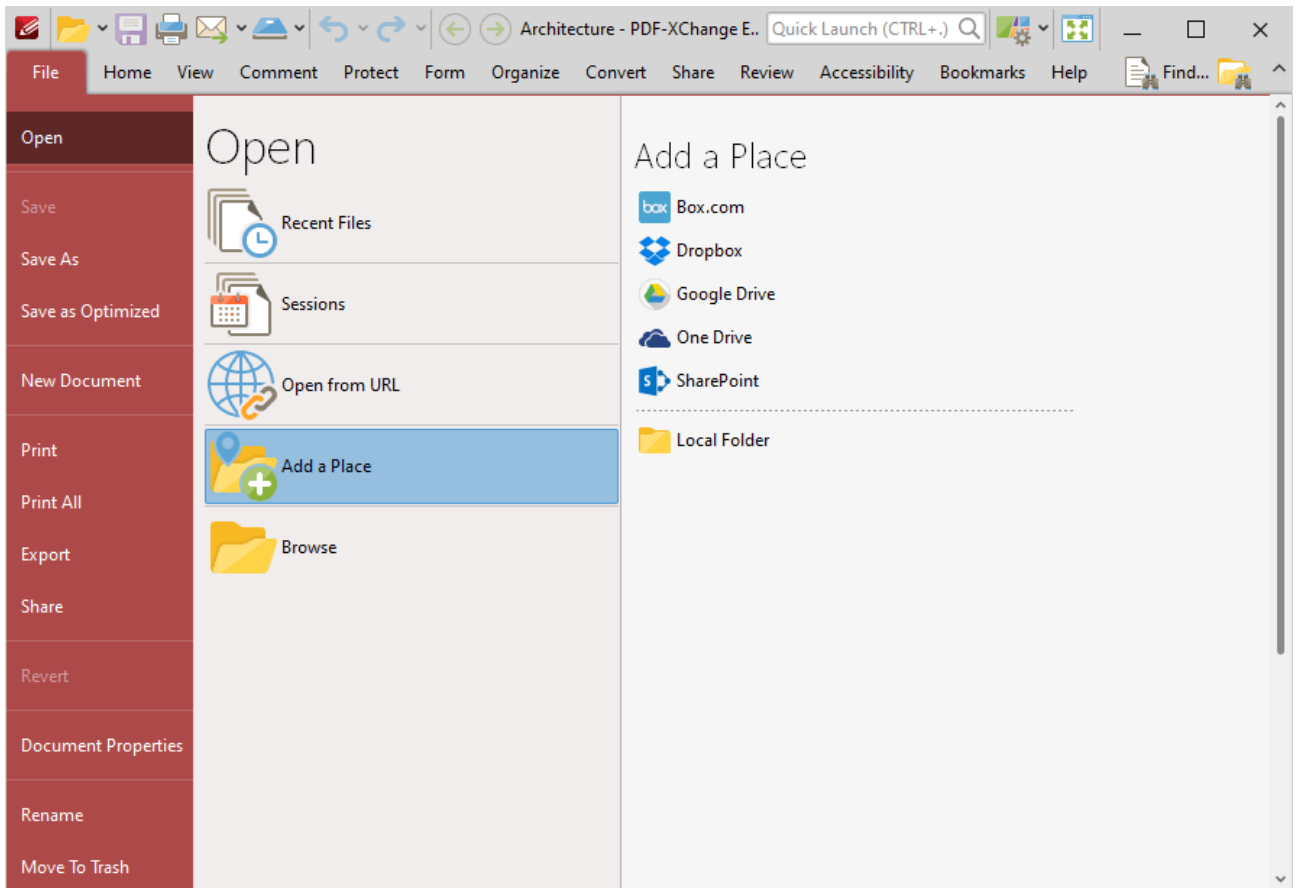 Architecture - PDF-XChange E..
Quick Launch (CTRL+.)
File Home View Comment Protect Form Organize Convert Share Review Accessibility Bookmarks Help Find...
Open
Save
Save As
Save as Optimized
New Document
Print
Print All
Export
Share
Revert
Document Properties
Rename
Move To Trash
Open
Recent Files
Sessions
Open from URL
Add a Place
Browse
Add a Place
box Box.com
Dropbox
Google Drive
One Drive
S SharePoint
Local Folder